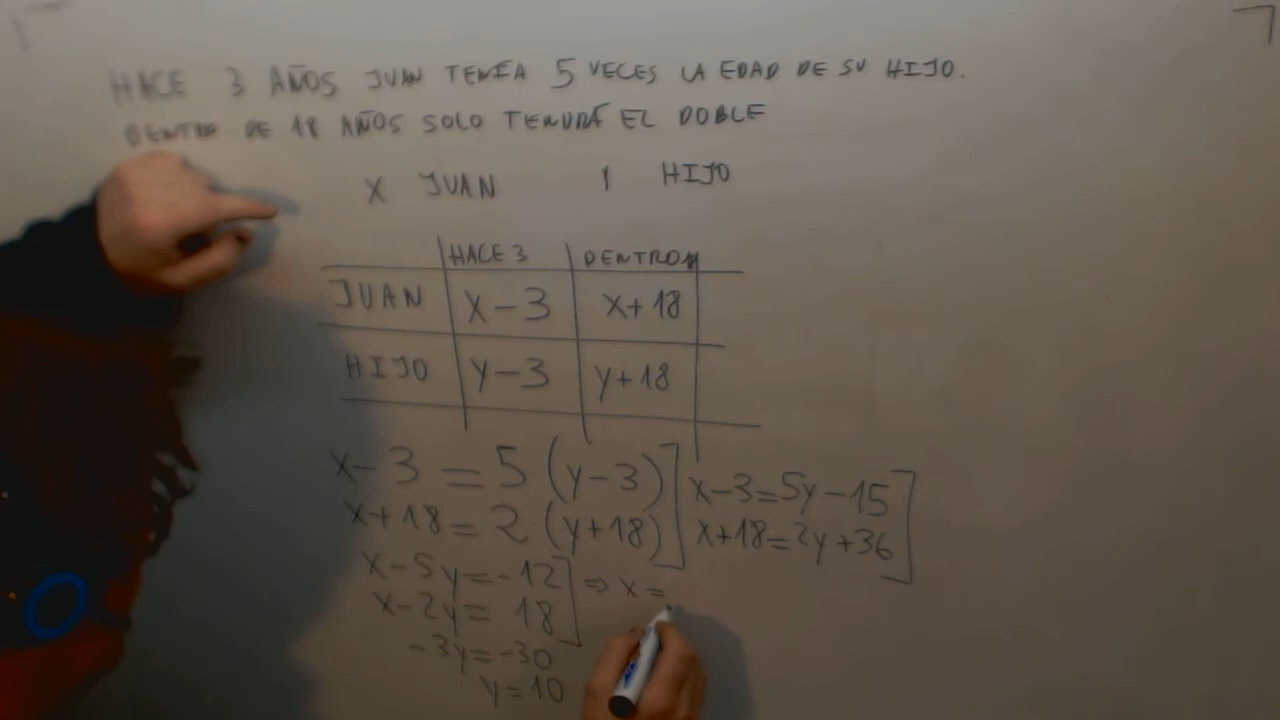 HACE 3 AÑOS JUAN TENÍA 5 VECES LA EDAD DE SU HIJO.
DENTRO DE 18 AÑOS SOLO TENDRÁ EL DOBLE
X JUAN Y HIJO
HACE 3 DENTRO
JUAN X-3 X+18
HIJO Y-3 Y+18
x-3=5(y-3)] x-3=5y-15]
x+18=2(y+18)] x+18=2y+36]
x-5y=-12] ⇒ x=
x-2y=18]
-3y=-30
y=10